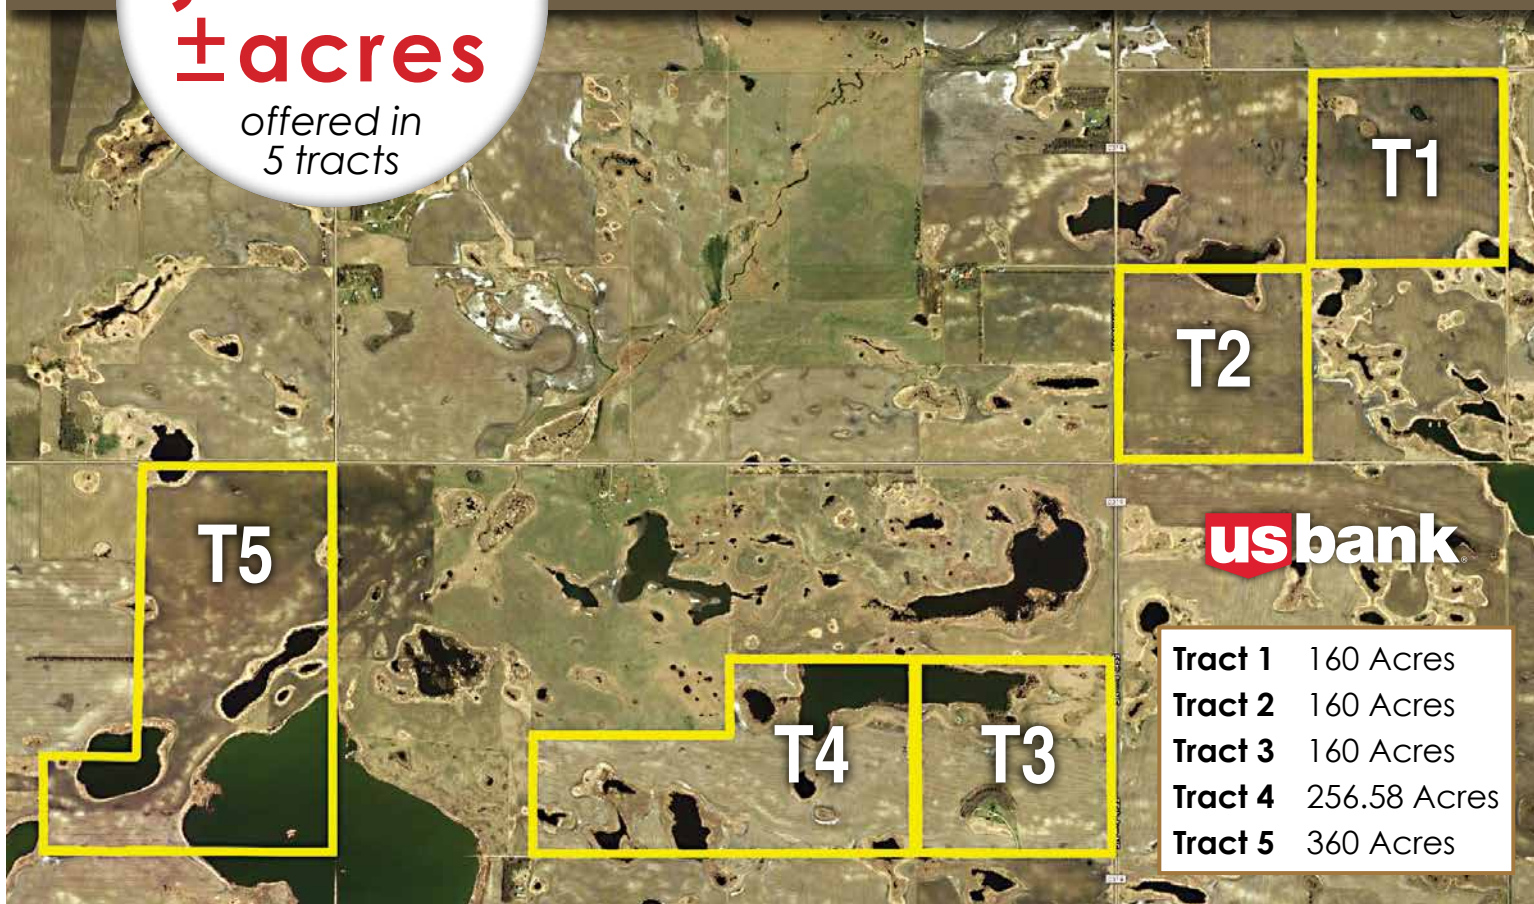 ±acres
offered in
5 tracts
T1
T2
T5
usbank
T4
T3
Tract 1 160 Acres
Tract 2 160 Acres
Tract 3 160 Acres
Tract 4 256.58 Acres
Tract 5 360 Acres